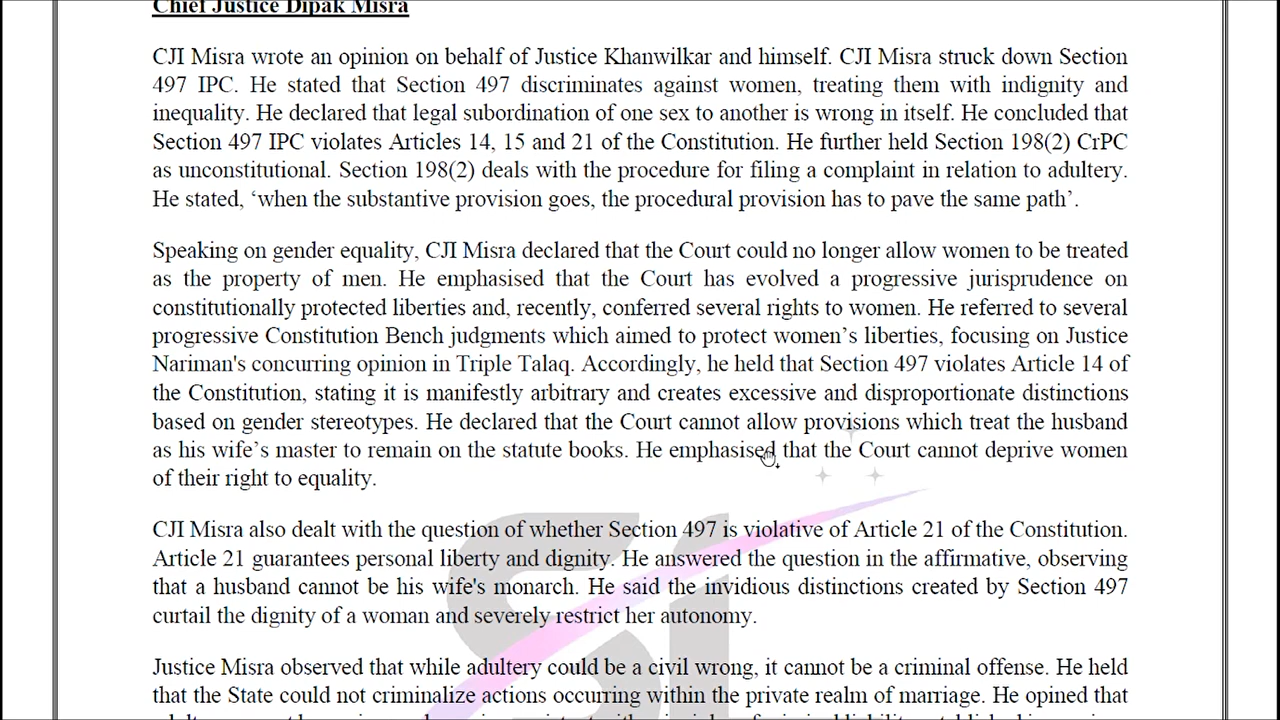 Chief Justice Dipak Misra
CJI Misra wrote an opinion on behalf of Justice Khanwilkar and himself. CJI Misra struck down Section
497 IPC. He stated that Section 497 discriminates against women, treating them with indignity and
inequality. He declared that legal subordination of one sex to another is wrong in itself. He concluded that
Section 497 IPC violates Articles 14, 15 and 21 of the Constitution. He further held Section 198(2) CrPC
as unconstitutional. Section 198(2) deals with the procedure for filing a complaint in relation to adultery.
He stated, ‘when the substantive provision goes, the procedural provision has to pave the same path’.
Speaking on gender equality, CJI Misra declared that the Court could no longer allow women to be treated
as the property of men. He emphasised that the Court has evolved a progressive jurisprudence on
constitutionally protected liberties and, recently, conferred several rights to women. He referred to several
progressive Constitution Bench judgments which aimed to protect women’s liberties, focusing on Justice
Nariman's concurring opinion in Triple Talaq. Accordingly, he held that Section 497 violates Article 14 of
the Constitution, stating it is manifestly arbitrary and creates excessive and disproportionate distinctions
based on gender stereotypes. He declared that the Court cannot allow provisions which treat the husband
as his wife’s master to remain on the statute books. He emphasised that the Court cannot deprive women
of their right to equality.
CJI Misra also dealt with the question of whether Section 497 is violative of Article 21 of the Constitution.
Article 21 guarantees personal liberty and dignity. He answered the question in the affirmative, observing
that a husband cannot be his wife's monarch. He said the invidious distinctions created by Section 497
curtail the dignity of a woman and severely restrict her autonomy.
Justice Misra observed that while adultery could be a civil wrong, it cannot be a criminal offense. He held
that the State could not criminalize actions occurring within the private realm of marriage. He opined that